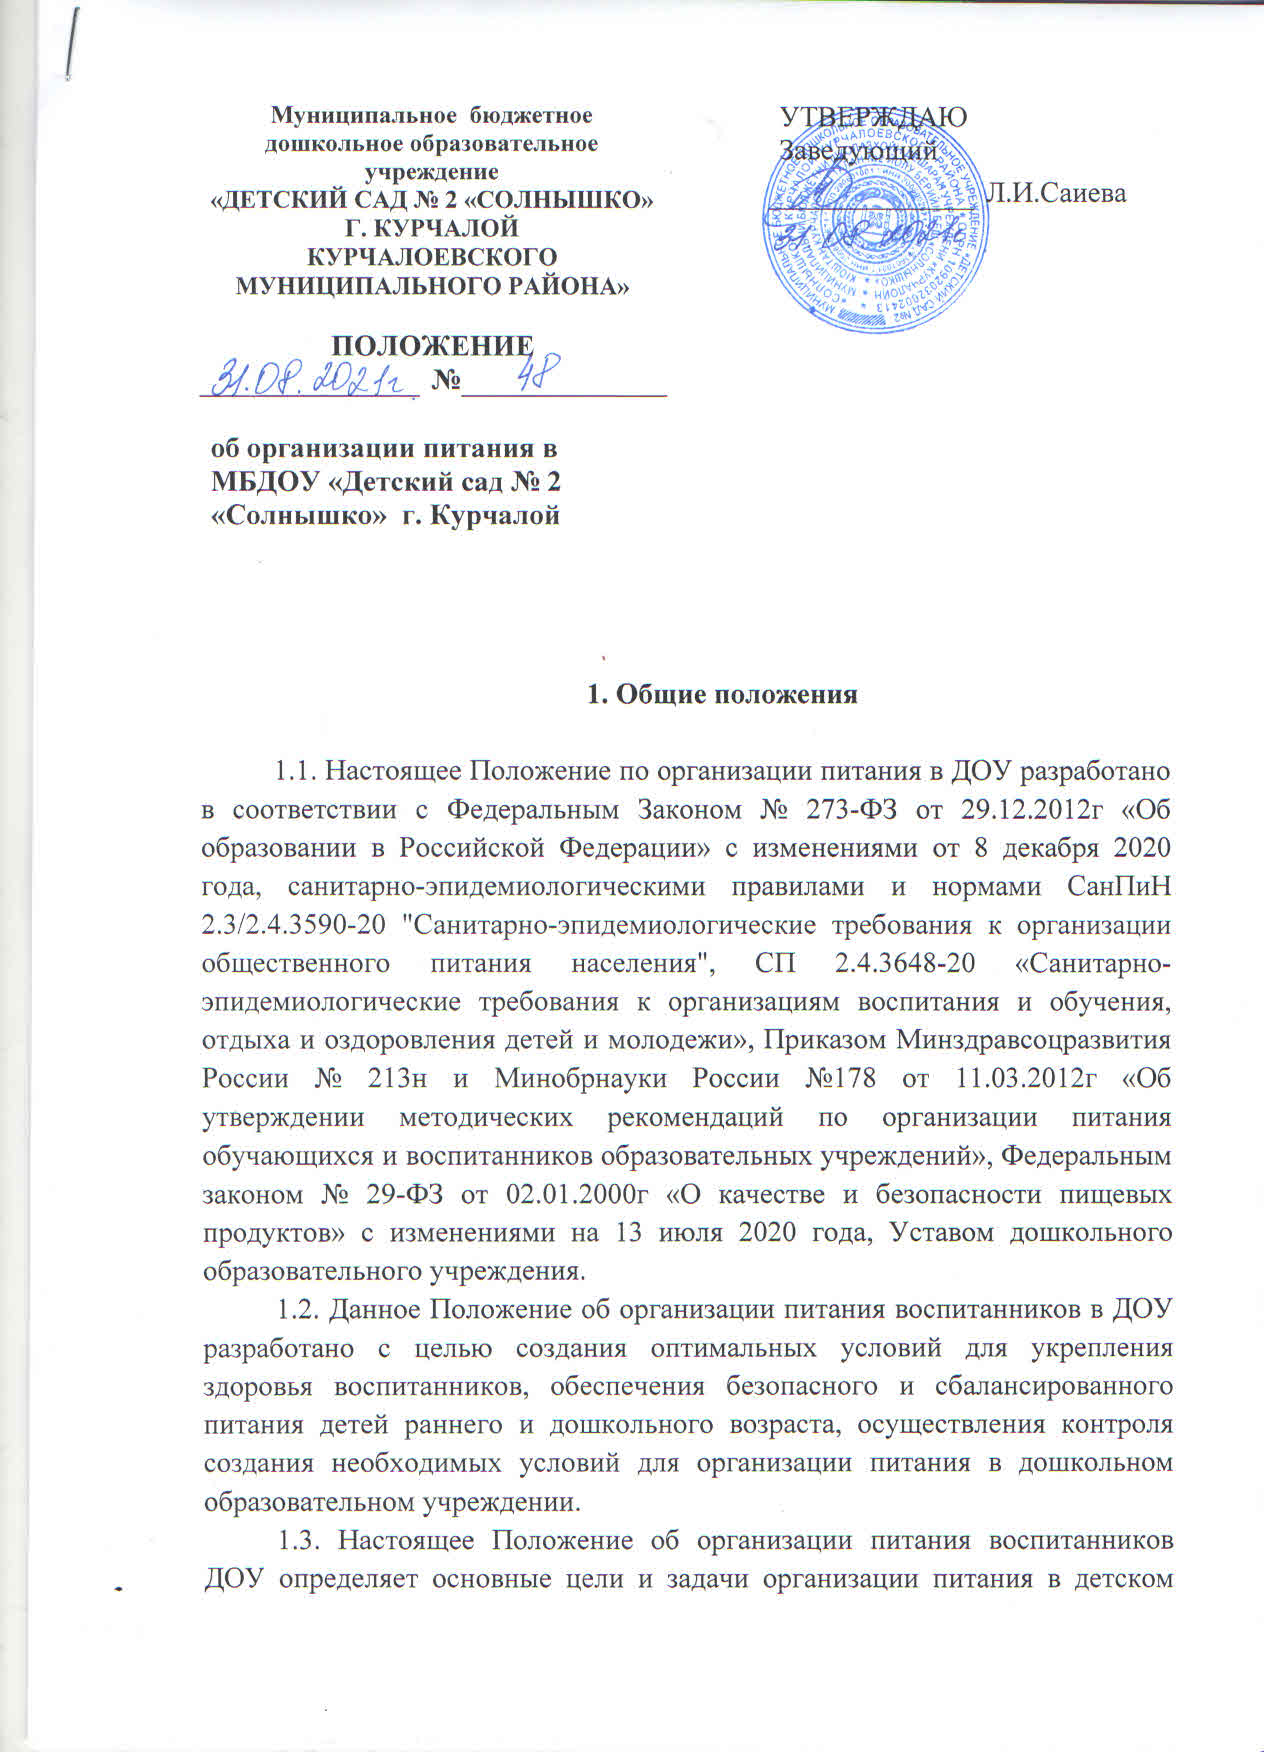 Муниципальное бюджетное
дошкольное образовательное
учреждение
«ДЕТСКИЙ САД № 2 «СОЛНЫШКО»
Г. КУРЧАЛОЙ
КУРЧАЛОЕВСКОГО
МУНИЦИПАЛЬНОГО РАЙОНА»
УТВЕРЖДАЮ
Заведующий
Л.И.Саиева
31 08 2021г
ПОЛОЖЕНИЕ
31.08.2021г № 48
об организации питания в
МБДОУ «Детский сад № 2
«Солнышко» г. Курчалой
1. Общие положения
1.1. Настоящее Положение по организации питания в ДОУ разработано
в соответствии с Федеральным Законом № 273-ФЗ от 29.12.2012г «Об
образовании в Российской Федерации» с изменениями от 8 декабря 2020
года, санитарно-эпидемиологическими правилами и нормами СанПиН
2.3/2.4.3590-20 "Санитарно-эпидемиологические требования к организации
общественного питания населения", СП 2.4.3648-20 «Санитарно-
эпидемиологические требования к организациям воспитания и обучения,
отдыха и оздоровления детей и молодежи», Приказом Минздравсоцразвития
России № 213н и Минобрнауки России №178 от 11.03.2012г «Об
утверждении методических рекомендаций по организации питания
обучающихся и воспитанников образовательных учреждений», Федеральным
законом № 29-ФЗ от 02.01.2000г «О качестве и безопасности пищевых
продуктов» с изменениями на 13 июля 2020 года, Уставом дошкольного
образовательного учреждения.
1.2. Данное Положение об организации питания воспитанников в ДОУ
разработано с целью создания оптимальных условий для укрепления
здоровья воспитанников, обеспечения безопасного и сбалансированного
питания детей раннего и дошкольного возраста, осуществления контроля
создания необходимых условий для организации питания в дошкольном
образовательном учреждении.
1.3. Настоящее Положение об организации питания воспитанников
ДОУ определяет основные цели и задачи организации питания в детском